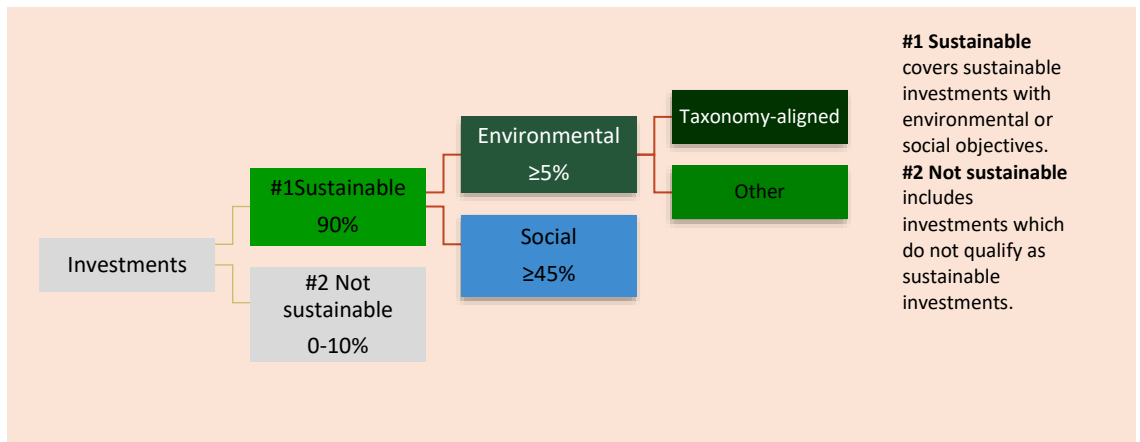 Investments
#1Sustainable
90%
#2 Not
sustainable
0-10%
Environmental
≥5%
Social
≥45%
Taxonomy-aligned
Other
#1 Sustainable
covers sustainable
investments with
environmental or
social objectives.
#2 Not sustainable
includes
investments which
do not qualify as
sustainable
investments.